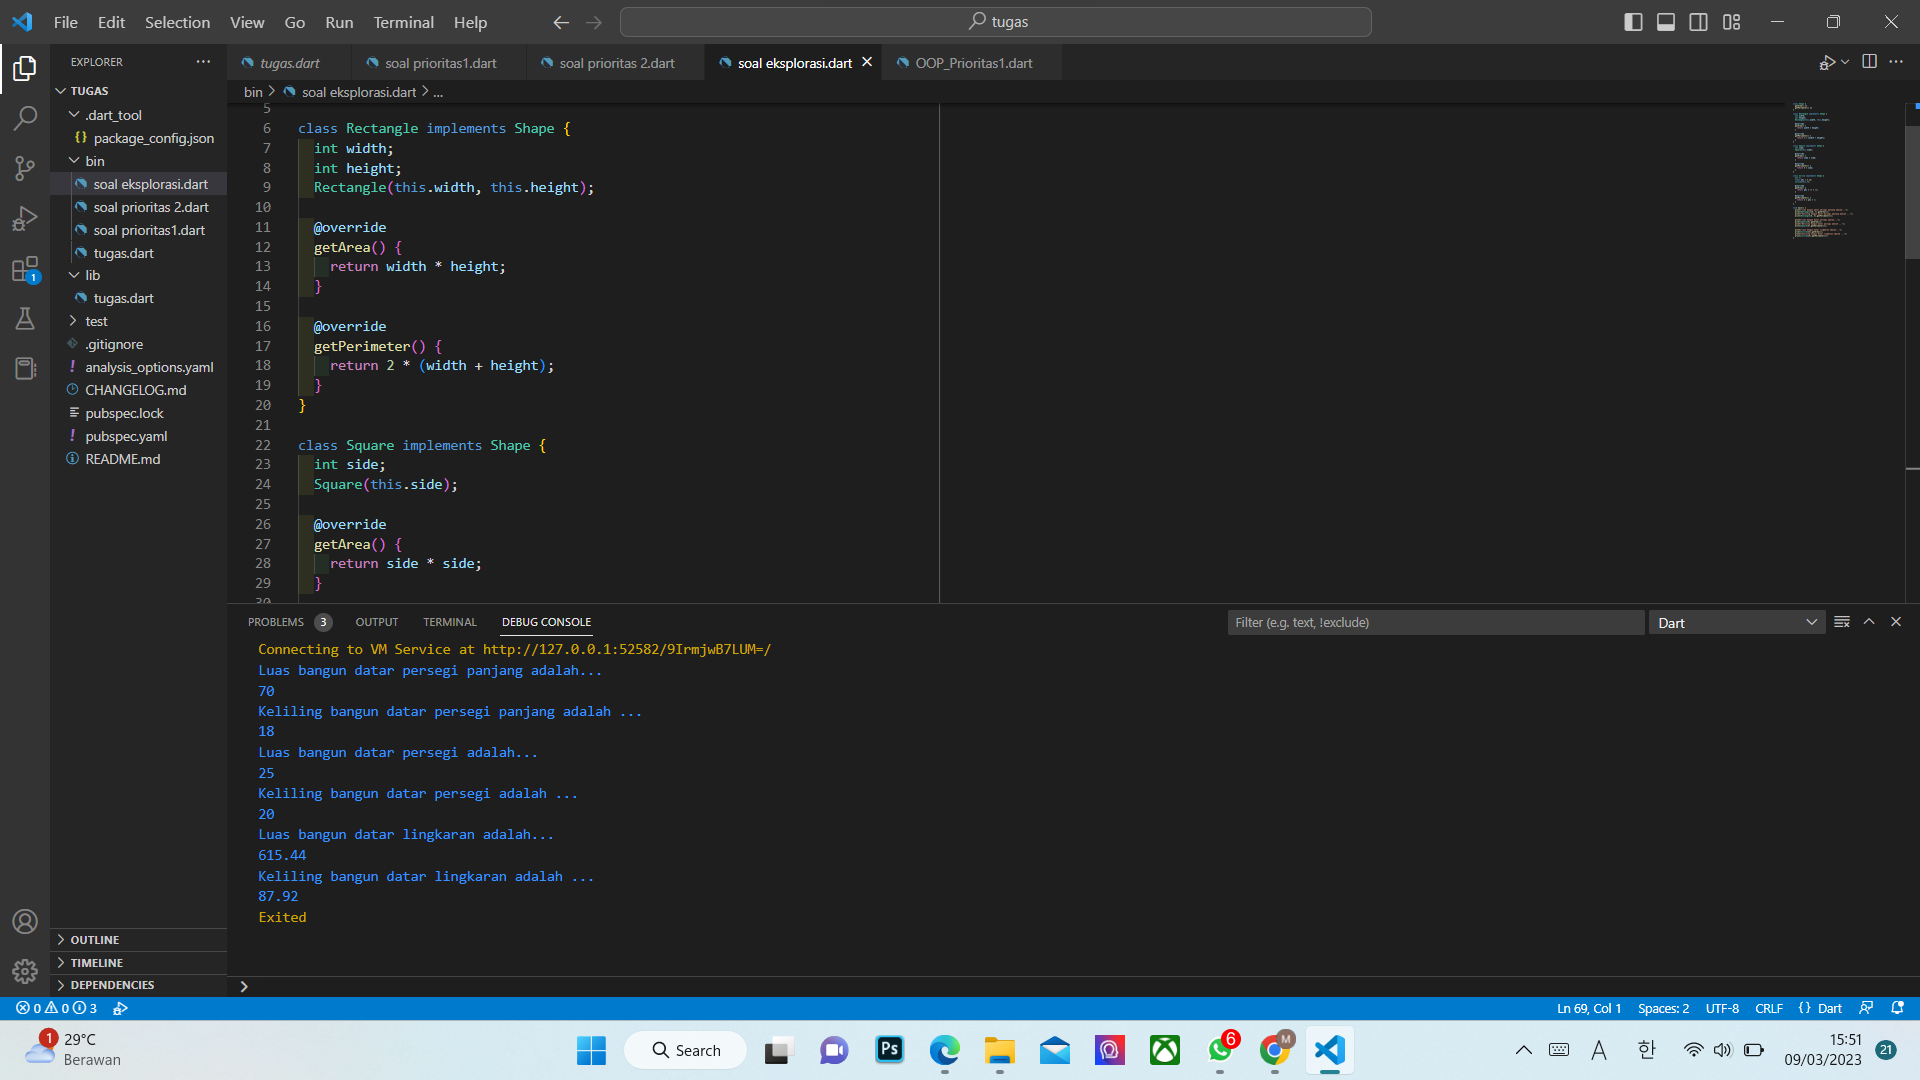 File Edit Selection View Go Run Terminal Help
tugas
EXPLORER
tugas.dart
soal prioritas1.dart
soal prioritas 2.dart
soal eksplorasi.dart
OOP_Prioritas1.dart
bin > soal eksplorasi.dart > ...
TUGAS
.dart_tool
{} package_config.json
bin
soal eksplorasi.dart
soal prioritas 2.dart
soal prioritas1.dart
tugas.dart
lib
tugas.dart
test
.gitignore
! analysis_options.yaml
CHANGELOG.md
pubspec.lock
! pubspec.yaml
README.md
1
OUTLINE
TIMELINE
DEPENDENCIES
5
6 class Rectangle implements Shape {
7 int width;
8 int height;
9 Rectangle(this.width, this.height);
10
11 @override
12 getArea() {
13 return width * height;
14 }
15
16 @override
17 getPerimeter() {
18 return 2 * (width + height);
19 }
20 }
21
22 class Square implements Shape {
23 int side;
24 Square(this.side);
25
26 @override
27 getArea() {
28 return side * side;
29 }
30
PROBLEMS 3 OUTPUT TERMINAL DEBUG CONSOLE
Filter (e.g. text, !exclude)
Dart
Connecting to VM Service at http://127.0.0.1:52582/9IrmjwB7LUM=/
Luas bangun datar persegi panjang adalah...
70
Keliling bangun datar persegi panjang adalah ...
18
Luas bangun datar persegi adalah...
25
Keliling bangun datar persegi adalah ...
20
Luas bangun datar lingkaran adalah...
615.44
Keliling bangun datar lingkaran adalah ...
87.92
Exited
0 0 3
Ln 69, Col 1 Spaces: 2 UTF-8 CRLF {} Dart
1
29°C
Berawan
Search
Ps
6
M
A
한
15:51
09/03/2023
21